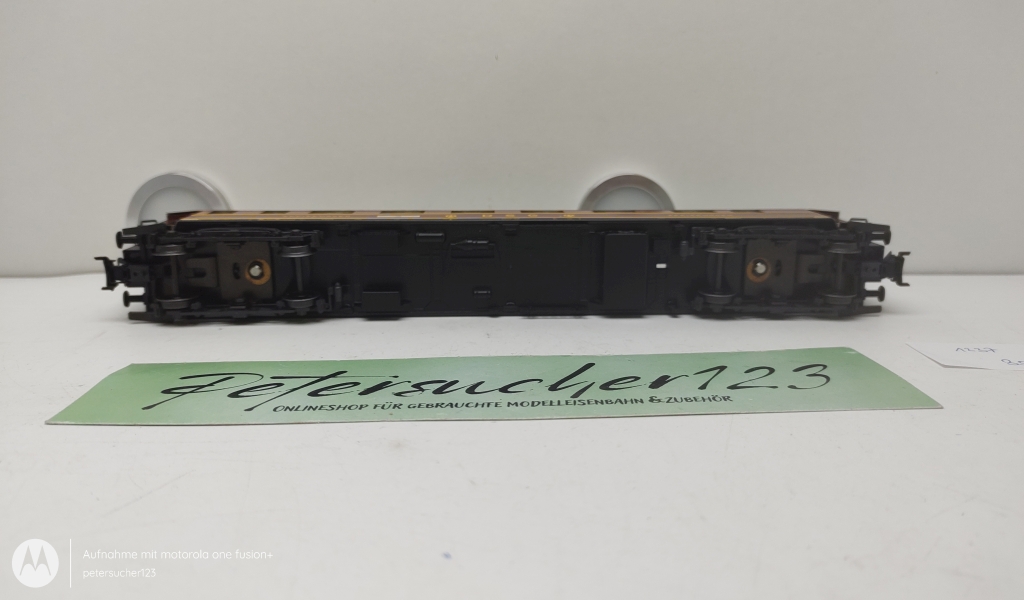 Petersucher123
ONLINESHOP FÜR GEBRAUCHTE MODELLEISENBAHN & ZUBEHÖR
Aufnahme mit motorola one fusion+
petersucher123